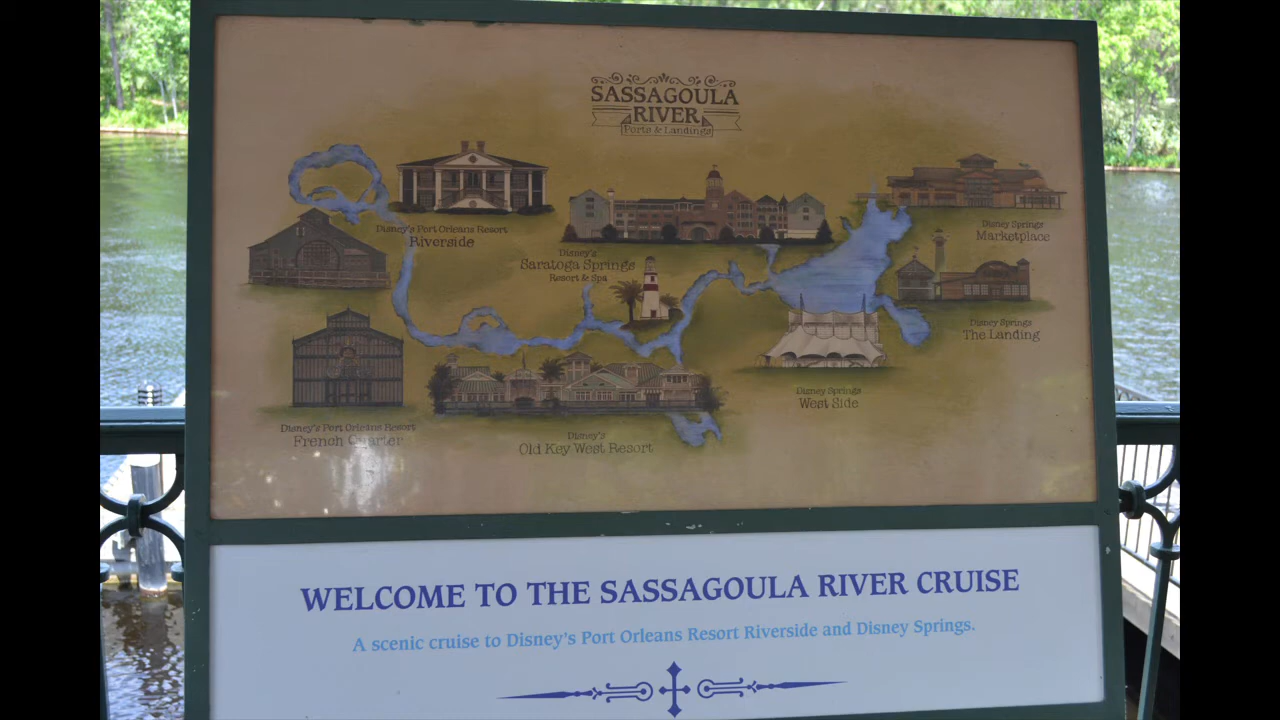 SASSAGOULA
RIVER
Ports & Landings
Disney's Port Orleans Resort
Riverside
Disney's
Saratoga Springs
Resort & Spa
Disney Springs
Marketplace
Disney Springs
The Landing
Disney Springs
West Side
Disney's Port Orleans Resort
French Quarter
Disney's
Old Key West Resort
WELCOME TO THE SASSAGOULA RIVER CRUISE
A scenic cruise to Disney's Port Orleans Resort Riverside and Disney Springs.